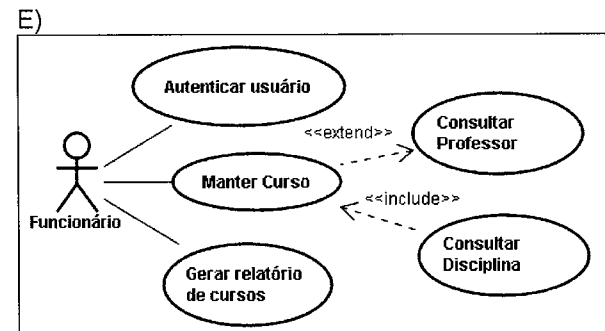 E)
Autenticar usuário
<<extend>>
Consultar
Professor
Manter Curso
<<include>>
Funcionário
Consultar
Disciplina
Gerar relatório
de cursos